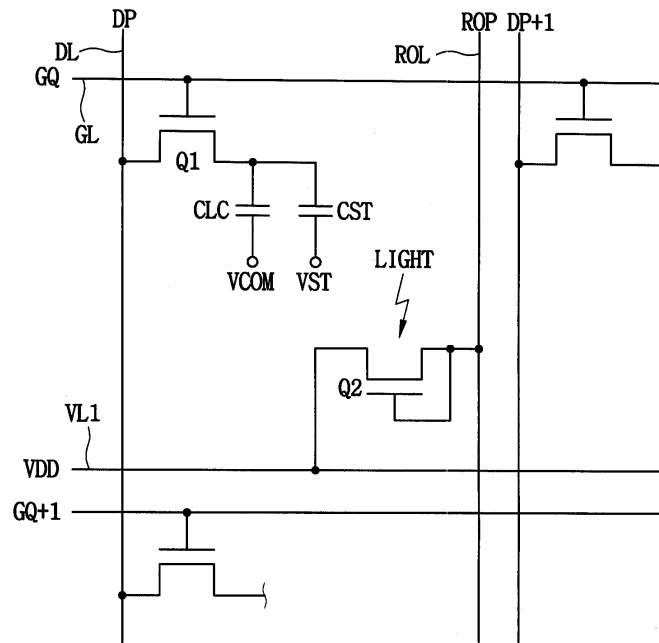 DP
ROP
DP+1
DL
ROL
GQ
GL
Q1
CLC
CST
VCOM
VST
LIGHT
Q2
VL1
VDD
GQ+1